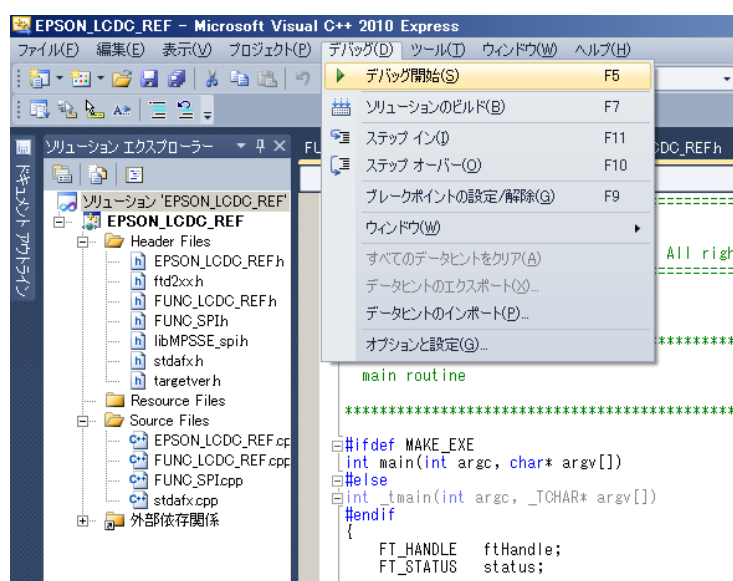 EPSON_LCDC_REF - Microsoft Visual C++ 2010 Express
ファイル(F) 編集(E) 表示(V) プロジェクト(P) デバッグ(D) ツール(T) ウィンドウ(W) ヘルプ(H)
デバッグ開始(S) F5
ソリューションのビルド(B) F7
ステップ イン(I) F11
ステップ オーバー(O) F10
ブレークポイントの設定/解除(G) F9
ウィンドウ(W)
すべてのデータヒントをクリア(A)
データヒントのエクスポート(X)...
データヒントのインポート(P)...
オプションと設定(G)...
ドキュメント アウトライン
ソリューション エクスプローラー
ソリューション 'EPSON_LCDC_REF'
EPSON_LCDC_REF
Header Files
EPSON_LCDC_REF.h
ftd2xx.h
FUNC_LCDC_REF.h
FUNC_SPI.h
libMPSSE_spi.h
stdafx.h
targetver.h
Resource Files
Source Files
EPSON_LCDC_REF.cp
FUNC_LCDC_REF.cpp
FUNC_SPI.cpp
stdafx.cpp
外部依存関係
FU
DC_REF.h
==========
All righ
==========
*********
main routine
**********************************************
#ifdef MAKE_EXE
int main(int argc, char* argv[])
#else
int _tmain(int argc, _TCHAR* argv[])
#endif
{
FT_HANDLE ftHandle;
FT_STATUS status;